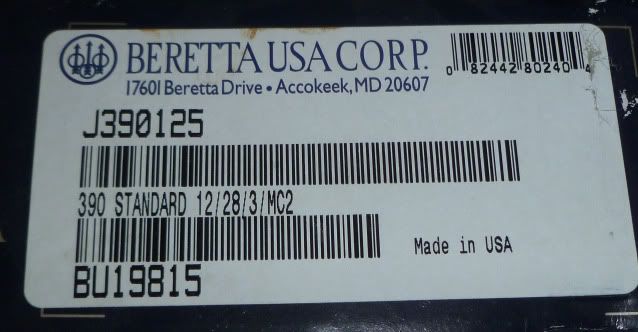 BERETTA USA CORP.
17601 Beretta Drive • Accokeek, MD 20607
0 82442 80240 4
J390125
390 STANDARD 12/28/3/MC2
Made in USA
BU19815